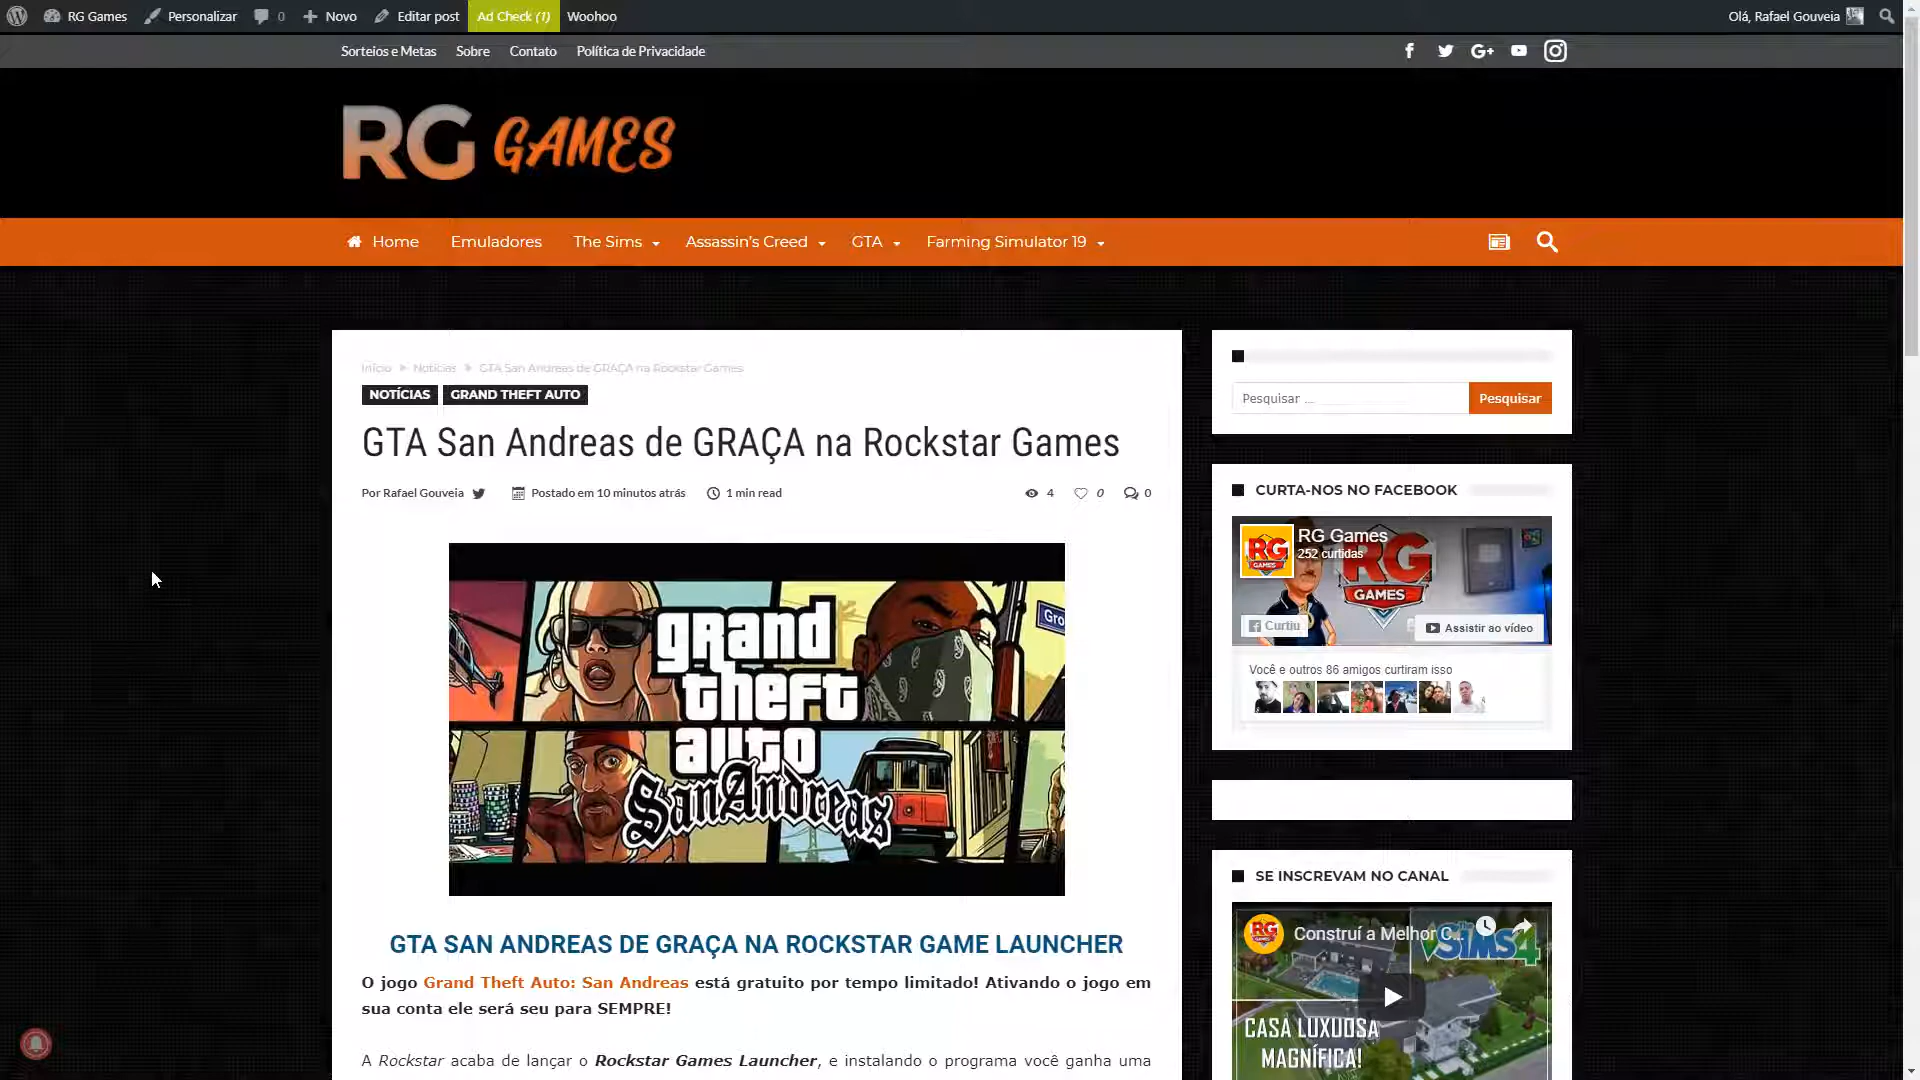 RG Games Personalizar 0 Novo Editar post Ad Check (1) Woohoo Olá, Rafael Gouveia
Sorteios e Metas Sobre Contato Política de Privacidade
RG GAMES
Home Emuladores The Sims Assassin's Creed GTA Farming Simulator 19
Início Notícias GTA San Andreas de GRAÇA na Rockstar Games
NOTÍCIAS GRAND THEFT AUTO
GTA San Andreas de GRAÇA na Rockstar Games
Por Rafael Gouveia Postado em 10 minutos atrás 1 min read 4 0 0
grand
theft
auto
San Andreas
Gro
GTA SAN ANDREAS DE GRAÇA NA ROCKSTAR GAME LAUNCHER
O jogo Grand Theft Auto: San Andreas está gratuito por tempo limitado! Ativando o jogo em
sua conta ele será seu para SEMPRE!
A Rockstar acaba de lançar o Rockstar Games Launcher, e instalando o programa você ganha uma
Pesquisar ... Pesquisar
CURTA-NOS NO FACEBOOK
RG Games
252 curtidas
RG
GAMES
RG
GAMES
Curtiu Assistir ao vídeo
Você e outros 86 amigos curtiram isso
SE INSCREVAM NO CANAL
RG
GAMES
Construí a Melhor C...
SIMS 4
CASA LUXUOSA
MAGNÍFICA!